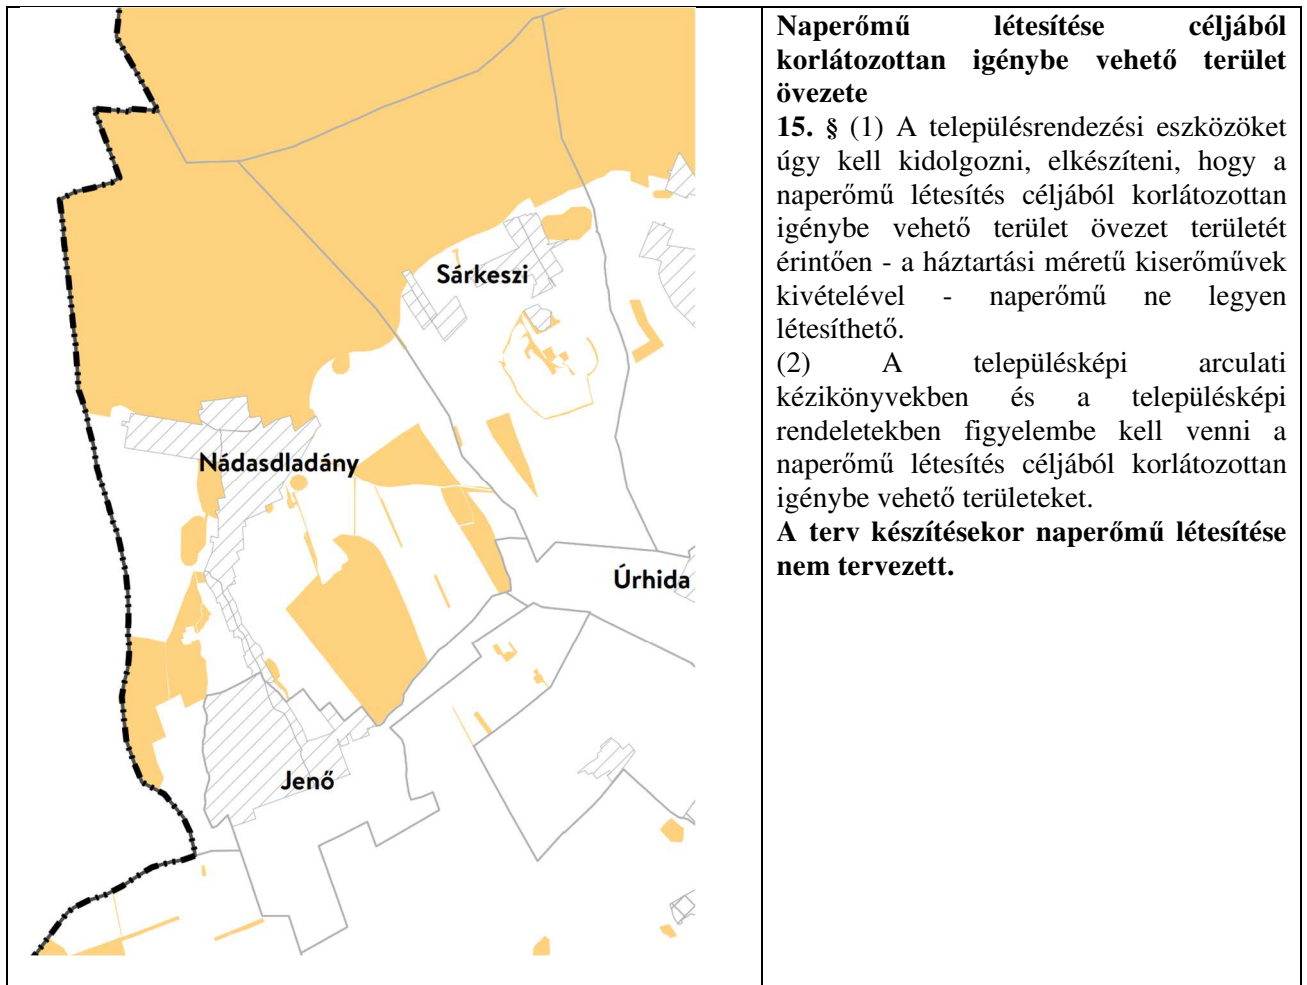 Sárkeszi
Nádasdladány
Úrhida
Jenő
Naperőmű létesítése céljából
korlátozottan igénybe vehető terület
övezete
15. § (1) A településrendezési eszközöket
úgy kell kidolgozni, elkészíteni, hogy a
naperőmű létesítés céljából korlátozottan
igénybe vehető terület övezet területét
érintően - a háztartási méretű kiserőművek
kivételével - naperőmű ne legyen
létesíthető.
(2) A településképi arculati
kézikönyvekben és a településképi
rendeletekben figyelembe kell venni a
naperőmű létesítés céljából korlátozottan
igénybe vehető területeket.
A terv készítésekor naperőmű létesítése
nem tervezett.